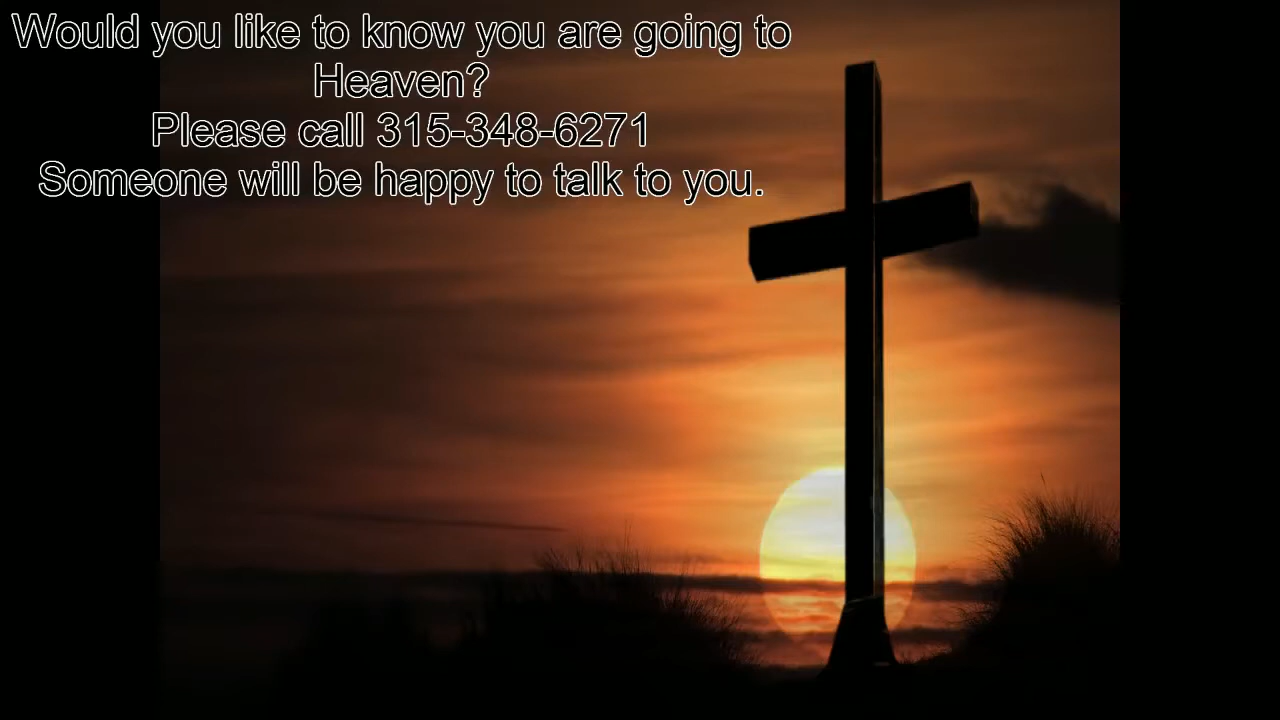 Would you like to know you are going to
Heaven?
Please call 315-348-6271
Someone will be happy to talk to you.